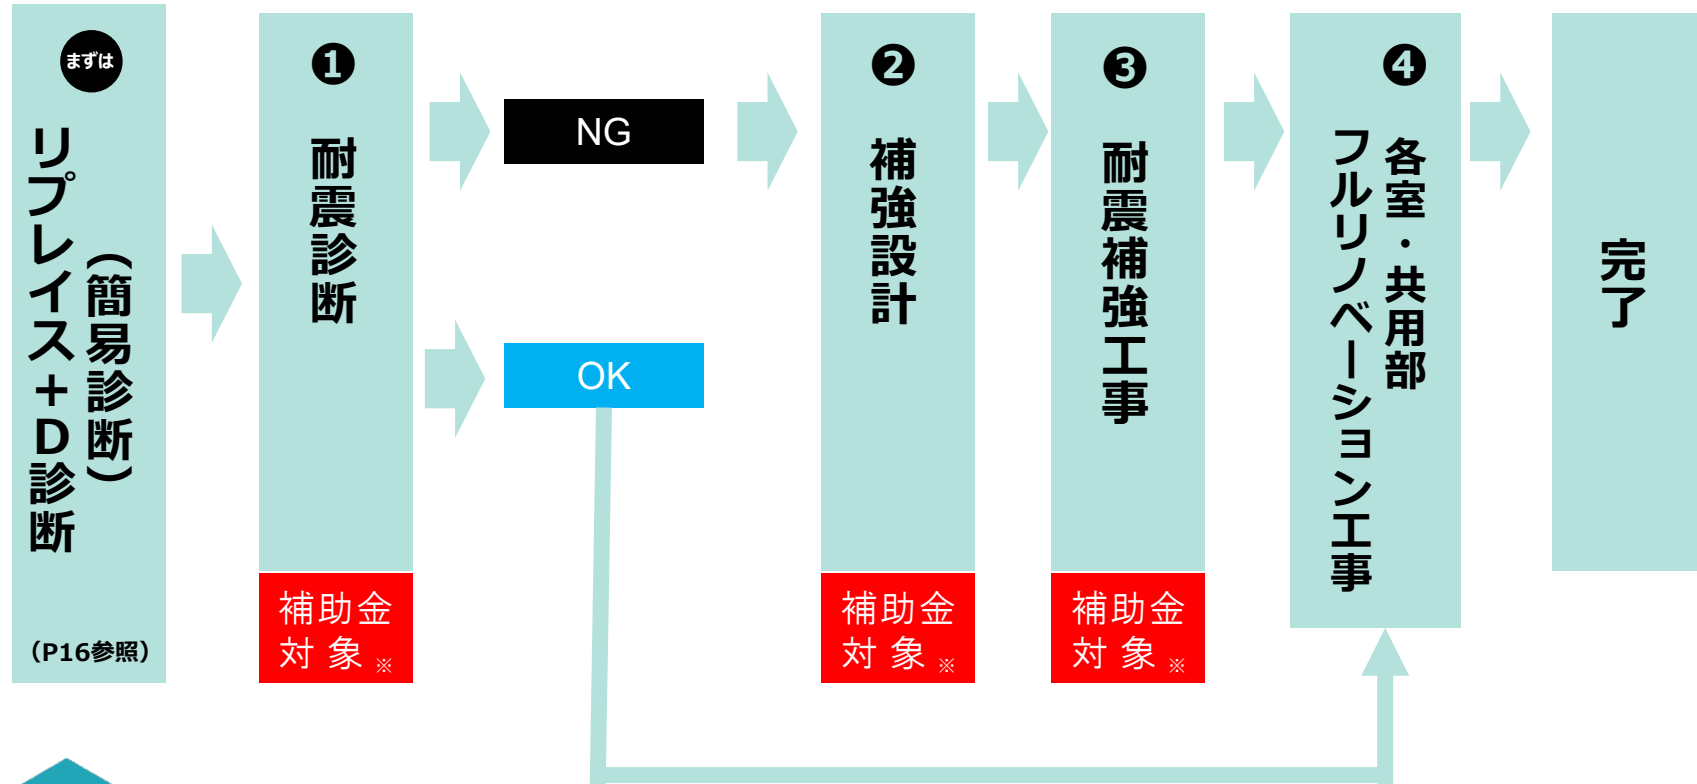 まずは
リプレイス＋D診断
（簡易診断）
（P16参照）
❶
耐震診断
補助金
対象※
NG
OK
❷
補強設計
補助金
対象※
❸
耐震補強工事
補助金
対象※
❹
各室・共用部
フルリノベーション工事
完了